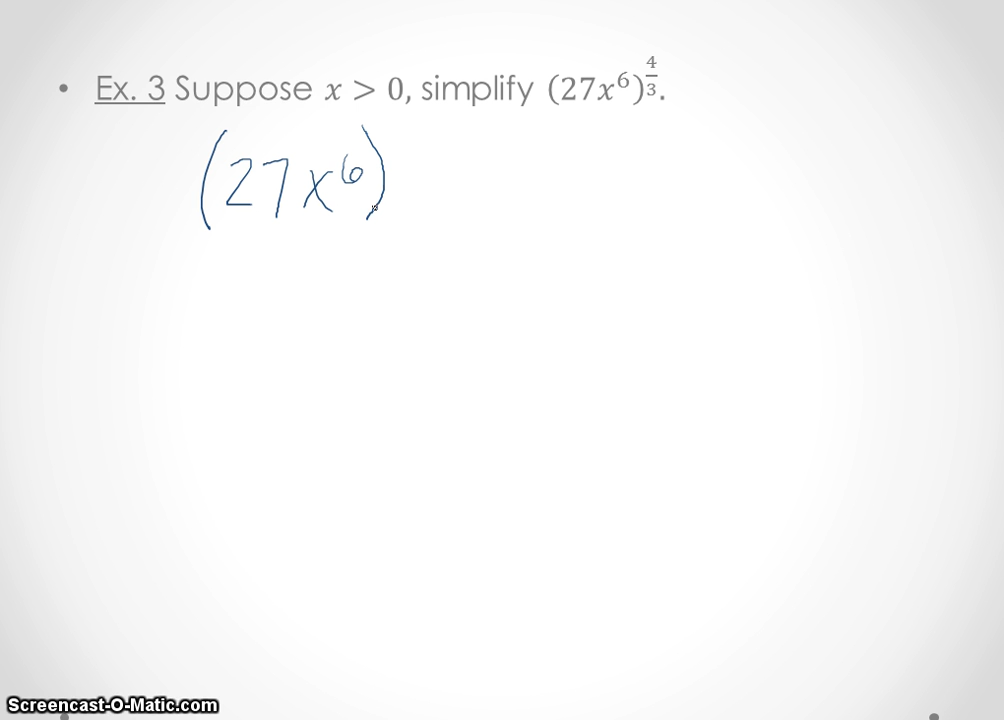 • Ex. 3 Suppose x > 0, simplify (27x⁶)^(4/3).
(27x⁶)
Screencast-O-Matic.com